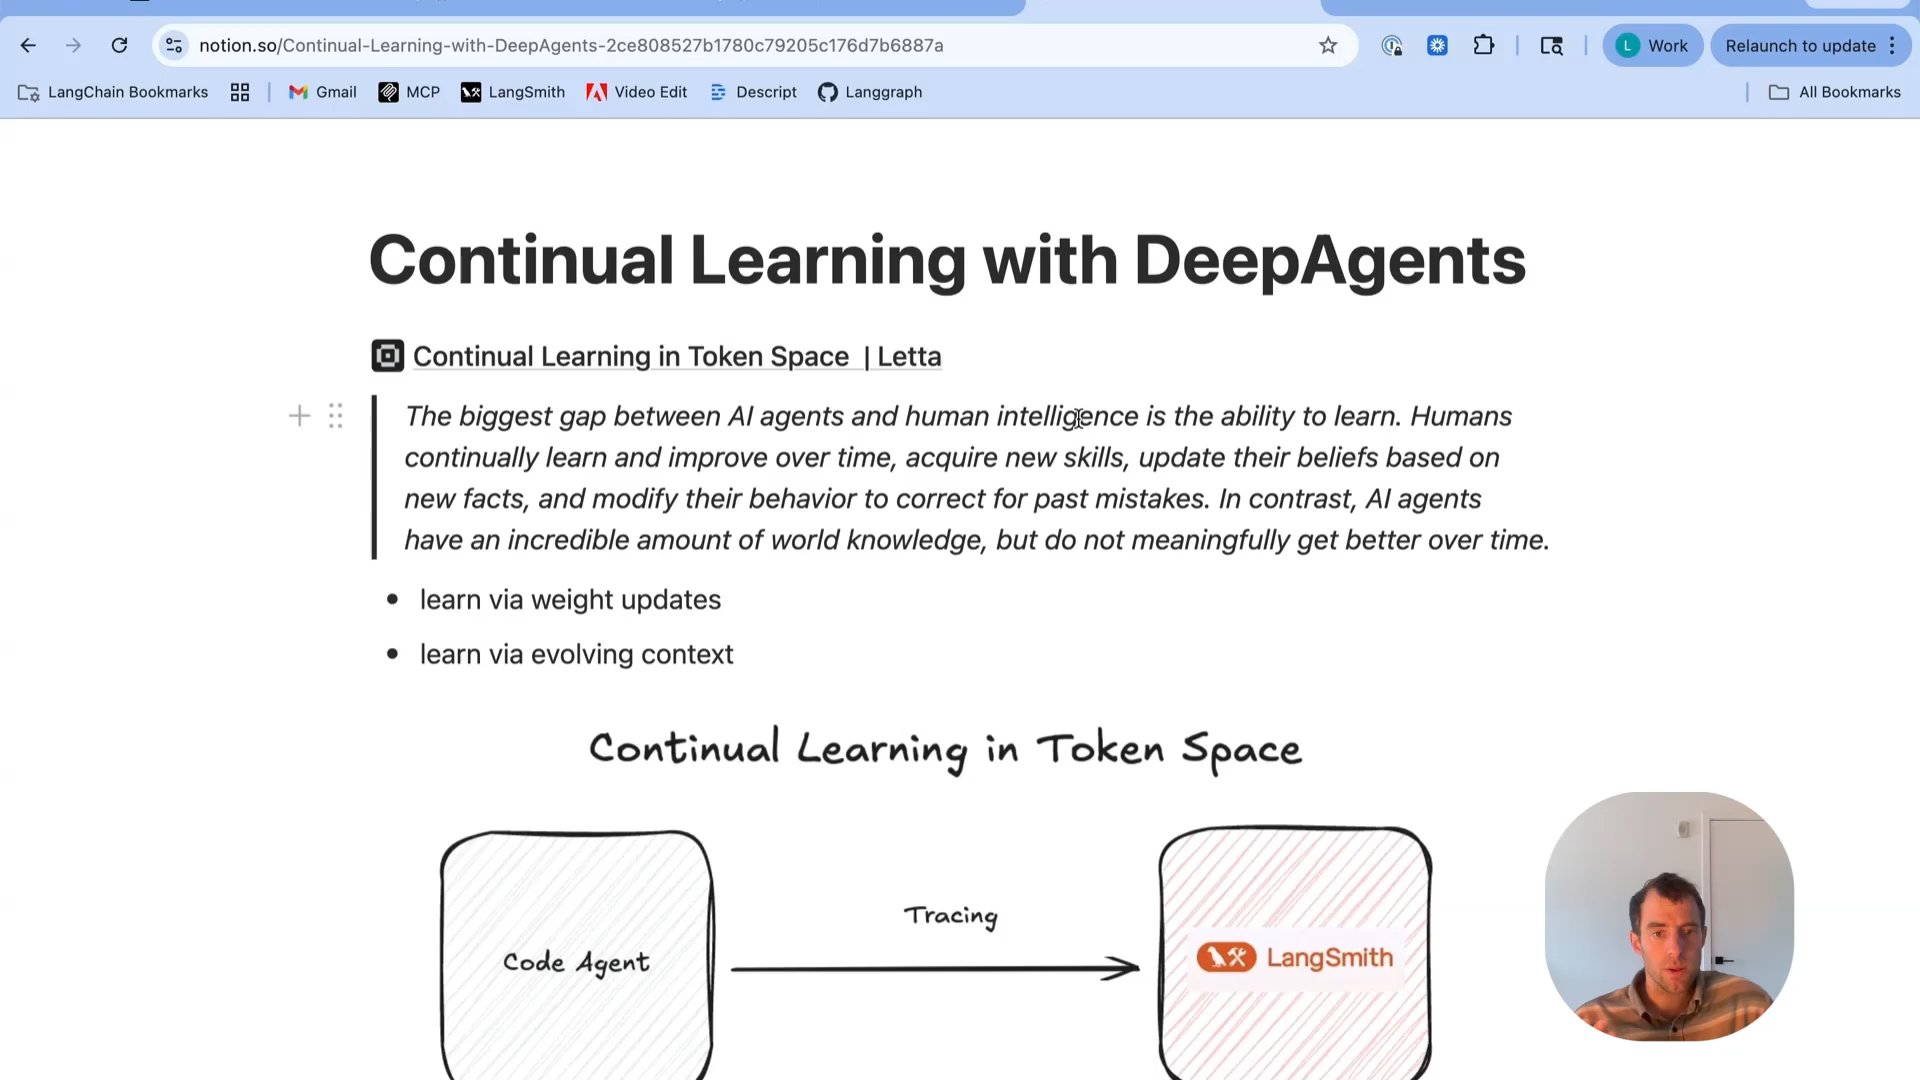 notion.so/Continual-Learning-with-DeepAgents-2ce808527b1780c79205c176d7b6887a
L Work
Relaunch to update
LangChain Bookmarks
Gmail
MCP
LangSmith
Video Edit
Descript
Langgraph
All Bookmarks
Continual Learning with DeepAgents
Continual Learning in Token Space | Letta
The biggest gap between AI agents and human intelligence is the ability to learn. Humans
continually learn and improve over time, acquire new skills, update their beliefs based on
new facts, and modify their behavior to correct for past mistakes. In contrast, AI agents
have an incredible amount of world knowledge, but do not meaningfully get better over time.
• learn via weight updates
• learn via evolving context
Continual Learning in Token Space
Tracing
Code Agent
LangSmith